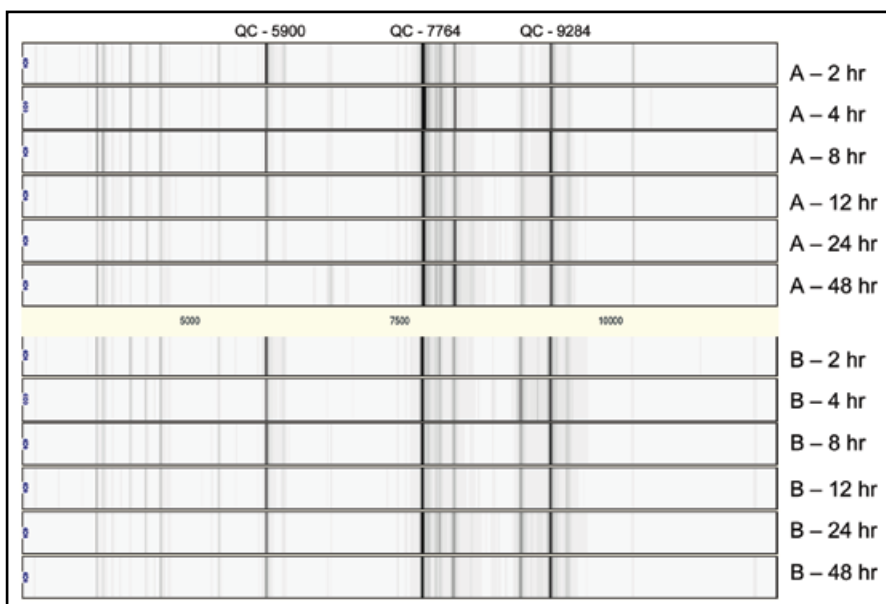 QC - 5900 QC - 7764 QC - 9284
A – 2 hr
A – 4 hr
A – 8 hr
A – 12 hr
A – 24 hr
A – 48 hr
5000 7500 10000
B – 2 hr
B – 4 hr
B – 8 hr
B – 12 hr
B – 24 hr
B – 48 hr